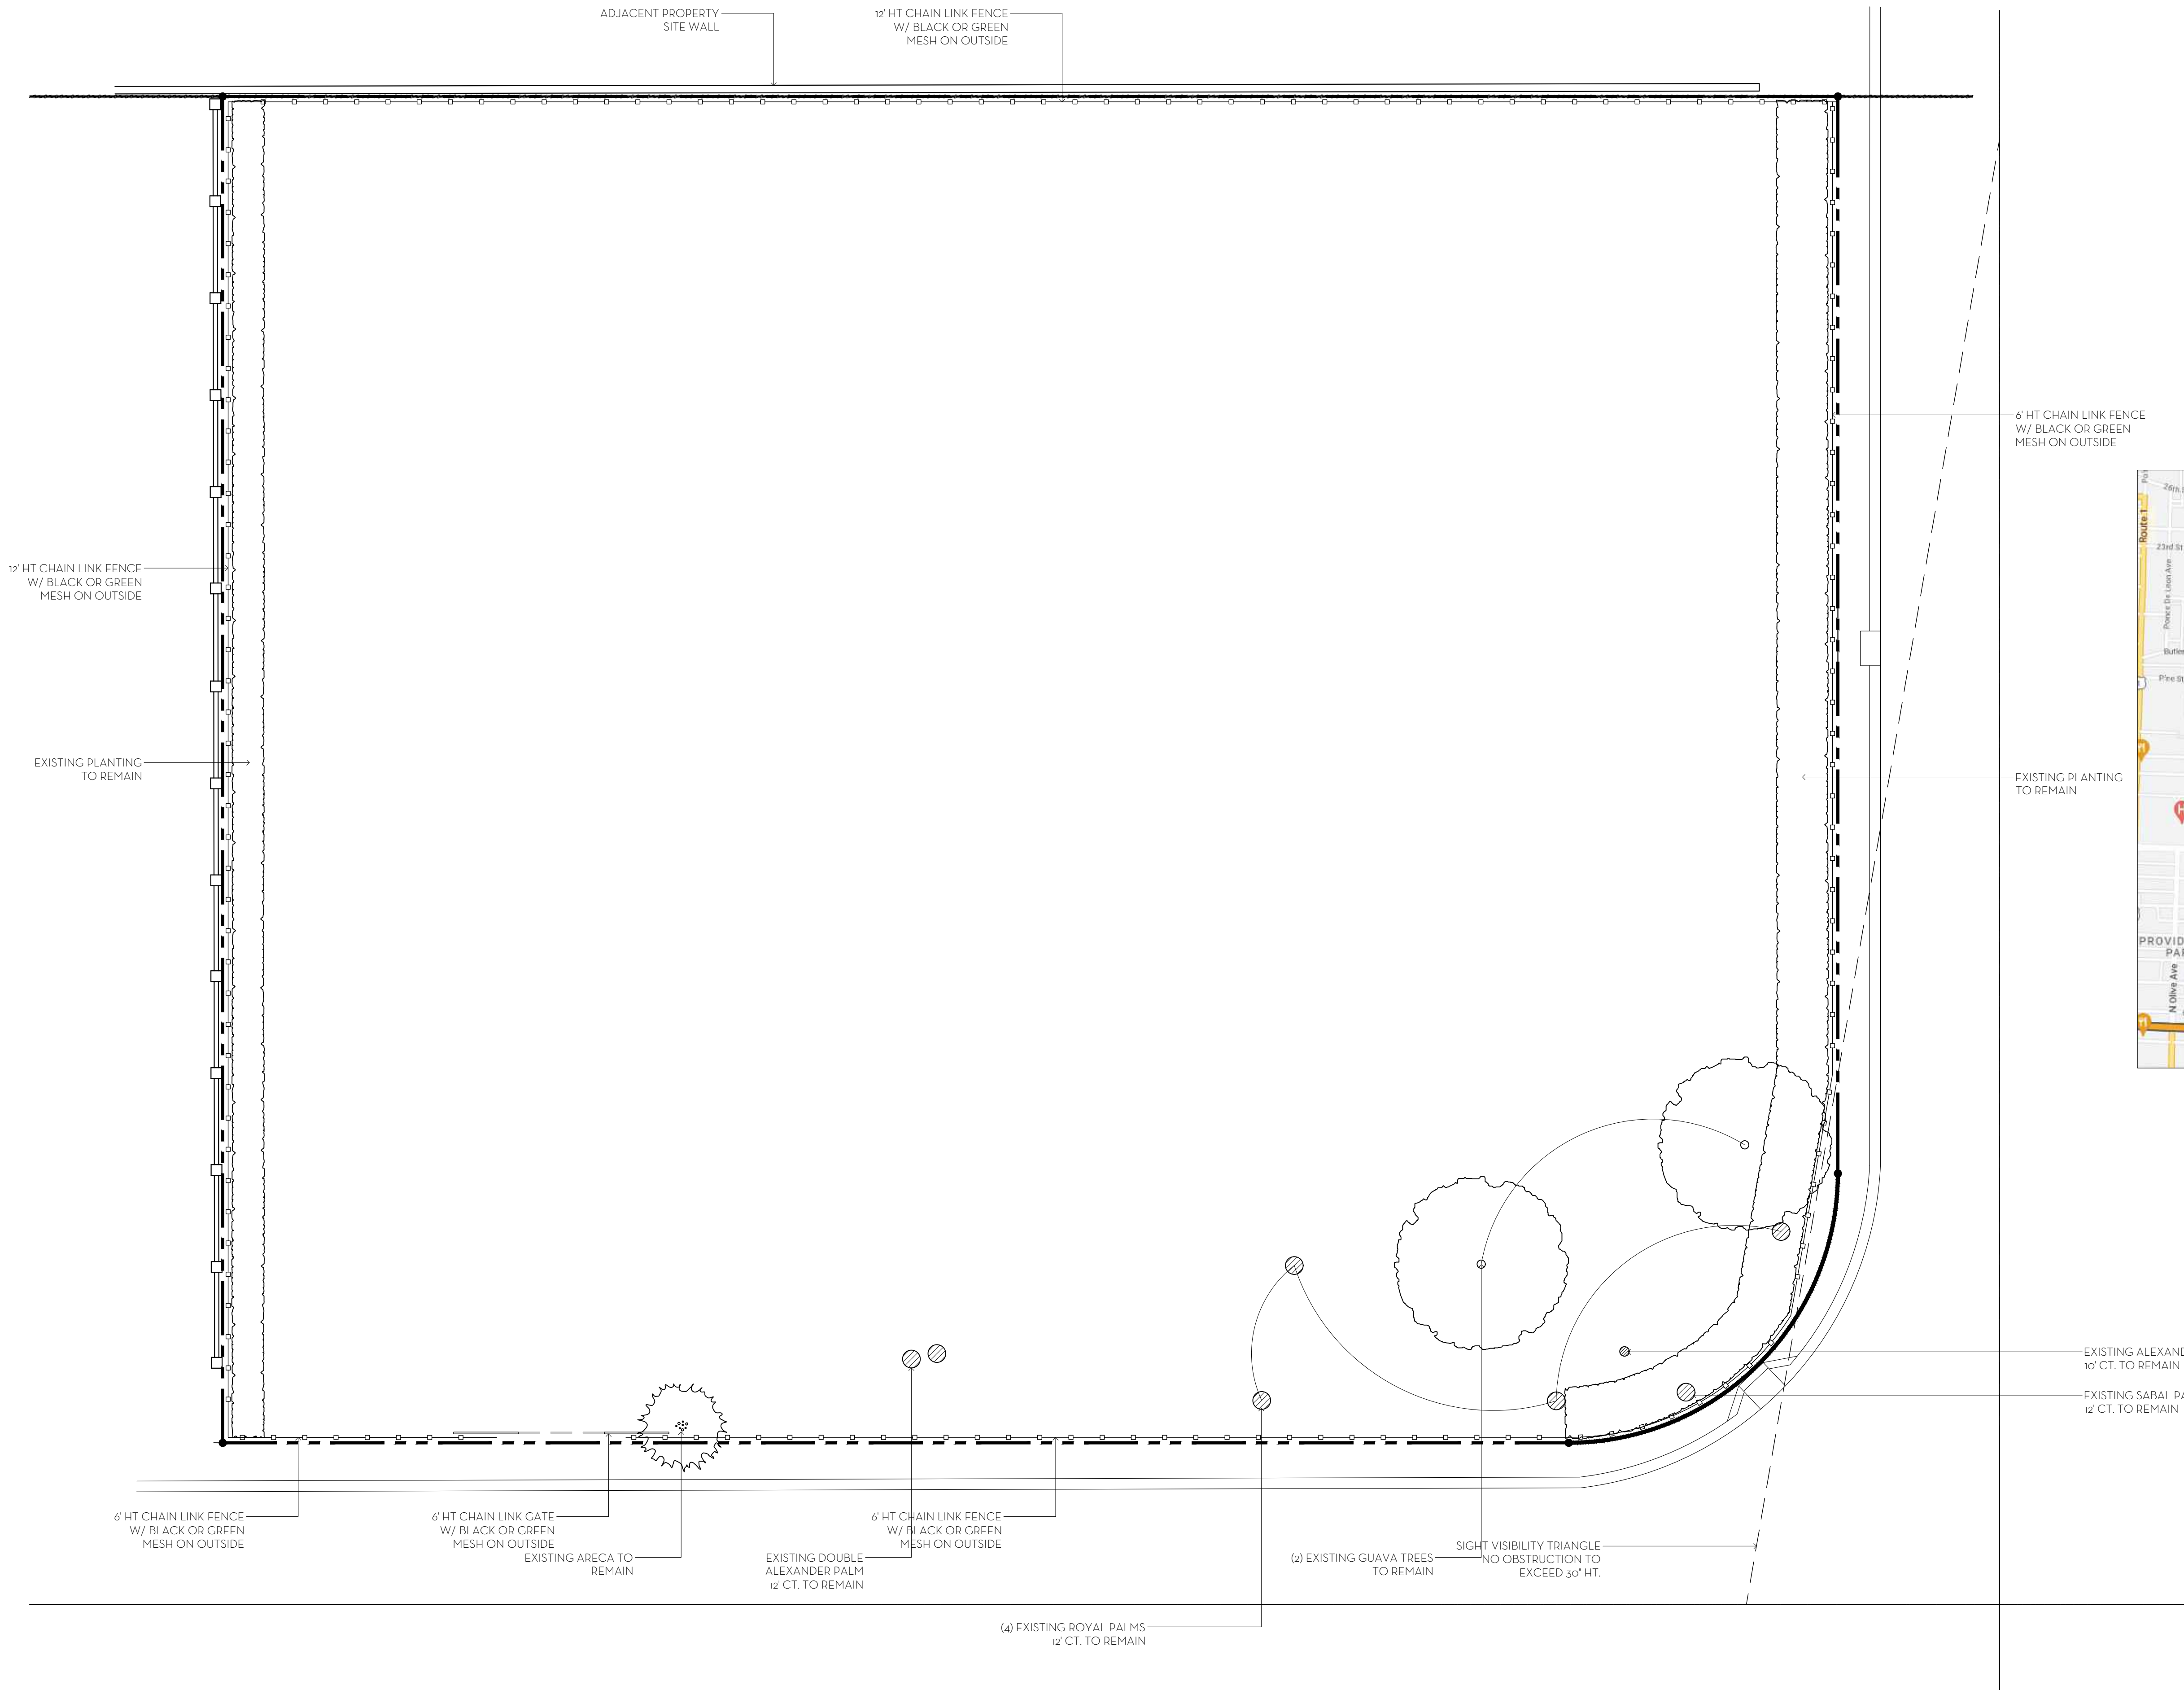 ADJACENT PROPERTY
SITE WALL
12' HT CHAIN LINK FENCE
W/ BLACK OR GREEN
MESH ON OUTSIDE
6' HT CHAIN LINK FENCE
W/ BLACK OR GREEN
MESH ON OUTSIDE
26th
Route 1
23rd St
Ponce De Leon Ave
12' HT CHAIN LINK FENCE
W/ BLACK OR GREEN
MESH ON OUTSIDE
EXISTING PLANTING
TO REMAIN
EXISTING PLANTING
TO REMAIN
PROVID
PAR
N Olive Ave
EXISTING ALEXAND
10' CT. TO REMAIN
EXISTING SABAL PA
12' CT. TO REMAIN
6' HT CHAIN LINK FENCE
W/ BLACK OR GREEN
MESH ON OUTSIDE
6' HT CHAIN LINK GATE
W/ BLACK OR GREEN
MESH ON OUTSIDE
EXISTING ARECA TO
REMAIN
6' HT CHAIN LINK FENCE
W/ BLACK OR GREEN
MESH ON OUTSIDE
EXISTING DOUBLE
ALEXANDER PALM
12' CT. TO REMAIN
(2) EXISTING GUAVA TREES
TO REMAIN
SIGHT VISIBILITY TRIANGLE
NO OBSTRUCTION TO
EXCEED 30" HT.
(4) EXISTING ROYAL PALMS
12' CT. TO REMAIN